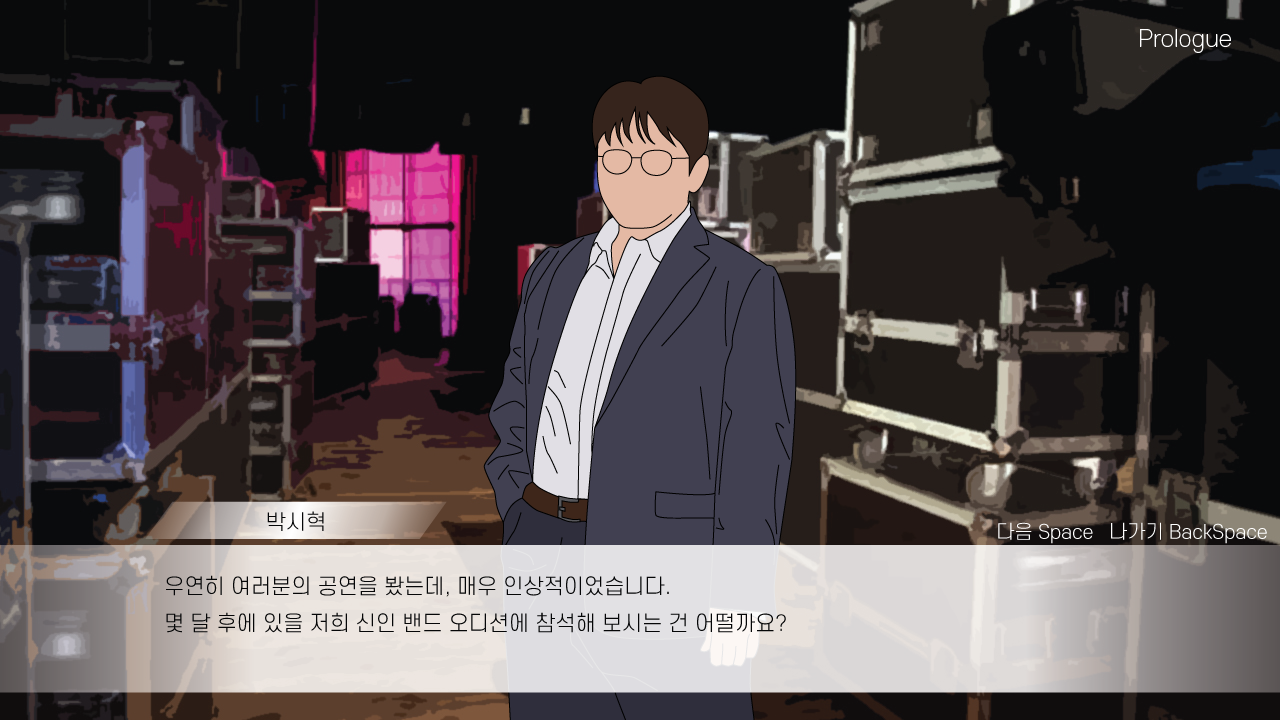 Prologue
박시혁
다음 Space 나가기 BackSpace
우연히 여러분의 공연을 봤는데, 매우 인상적이었습니다.
몇 달 후에 있을 저희 신인 밴드 오디션에 참석해 보시는 건 어떨까요?